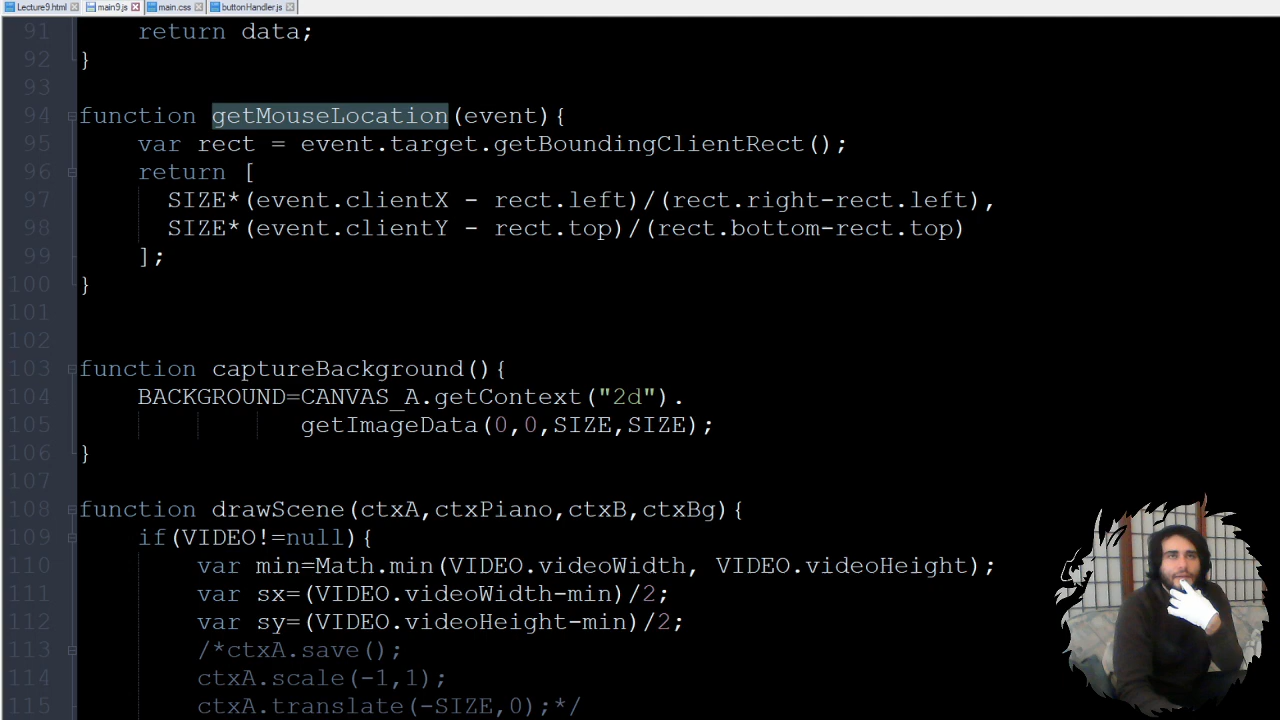 Lecture9.html main9.js main.css buttonHandler.js
91 return data;
92 }
93
94 function getMouseLocation(event){
95 var rect = event.target.getBoundingClientRect();
96 return [
97 SIZE*(event.clientX - rect.left)/(rect.right-rect.left),
98 SIZE*(event.clientY - rect.top)/(rect.bottom-rect.top)
99 ];
100 }
101
102
103 function captureBackground(){
104 BACKGROUND=CANVAS_A.getContext("2d").
105 getImageData(0,0,SIZE,SIZE);
106 }
107
108 function drawScene(ctxA,ctxPiano,ctxB,ctxBg){
109 if(VIDEO!=null){
110 var min=Math.min(VIDEO.videoWidth, VIDEO.videoHeight);
111 var sx=(VIDEO.videoWidth-min)/2;
112 var sy=(VIDEO.videoHeight-min)/2;
113 /*ctxA.save();
114 ctxA.scale(-1,1);
115 ctxA.translate(-SIZE,0);*/